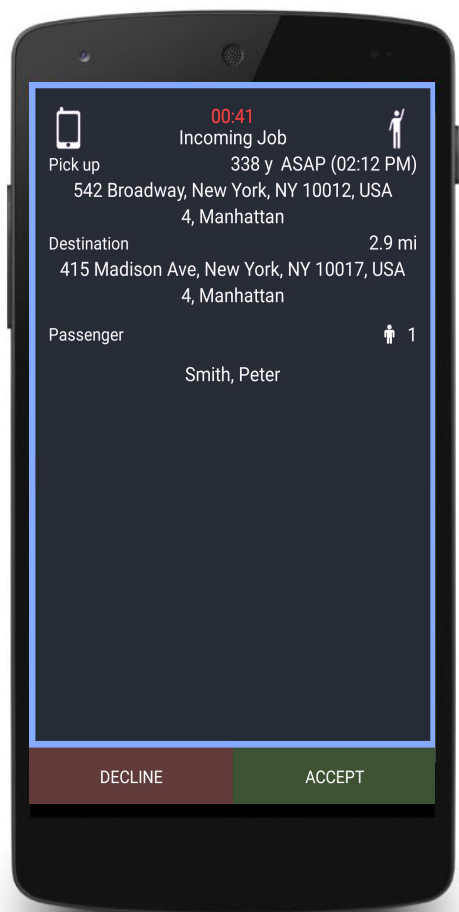 00:41
Incoming Job
Pick up 338 y ASAP (02:12 PM)
542 Broadway, New York, NY 10012, USA
4, Manhattan
Destination 2.9 mi
415 Madison Ave, New York, NY 10017, USA
4, Manhattan
Passenger 1
Smith, Peter
DECLINE ACCEPT